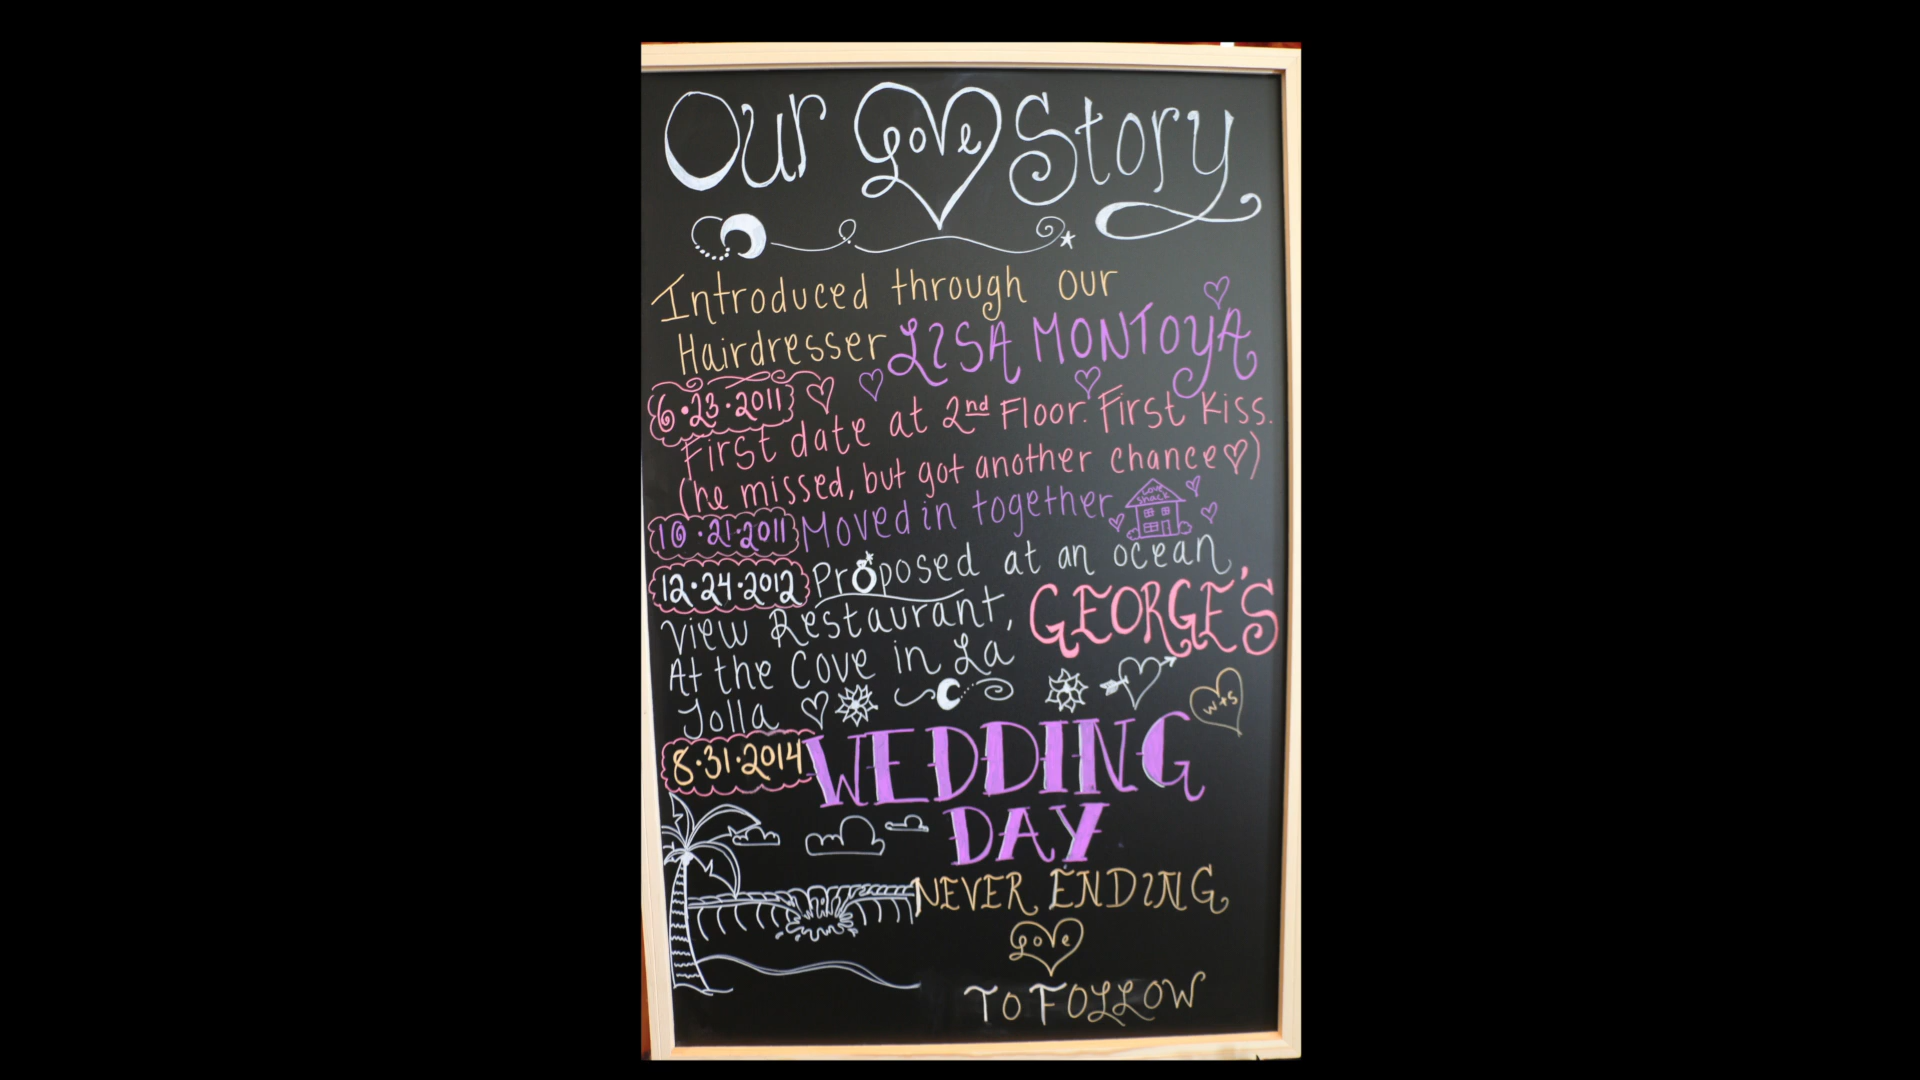 Our Love Story
Introduced through our
Hairdresser LISA MONTOYA
6·23·2011
First date at 2nd Floor. First Kiss.
(he missed, but got another chance♡)
10·21·2011 Moved in together
Love Shack
12·24·2012 Proposed at an ocean
View Restaurant, GEORGE'S
At the Cove in La
Jolla
W+S
8·31·2014 WEDDING
DAY
NEVER ENDING
Love
TO FOLLOW